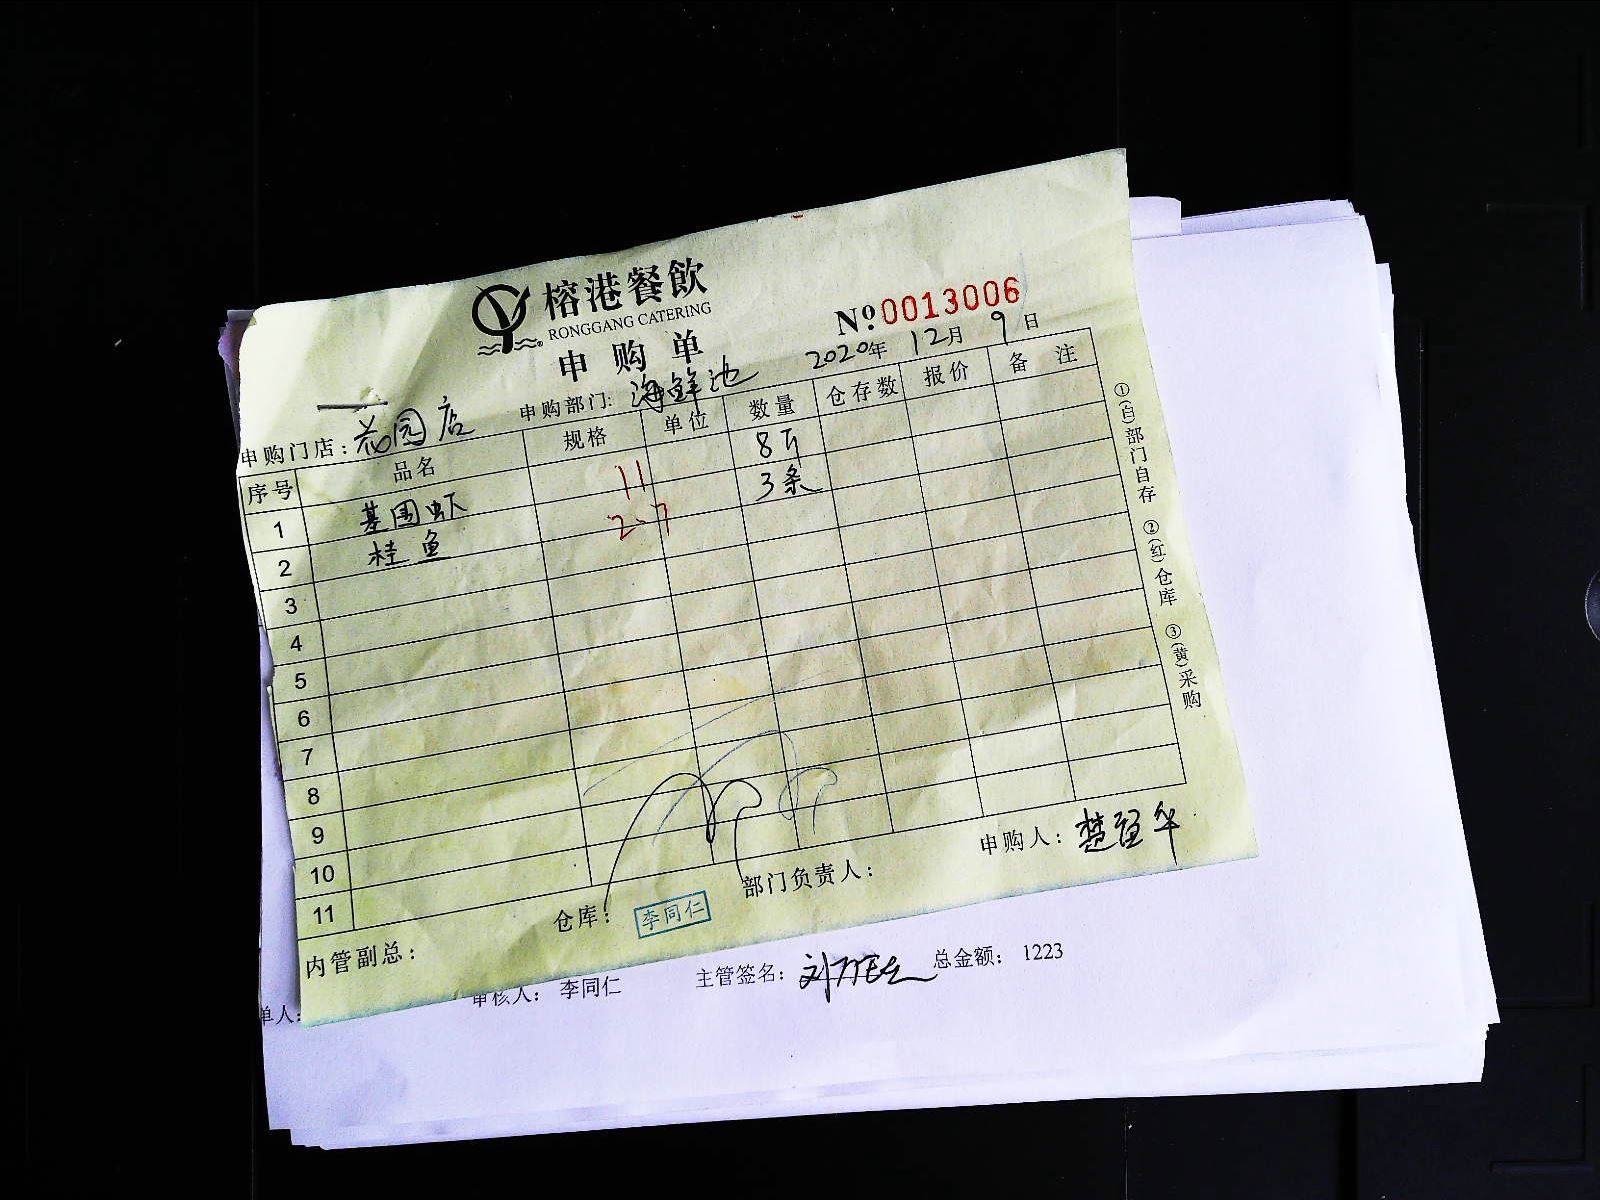 榕港餐飲
RONGGANG CATERING
申购单
№ 0013006
2020年 12月 9日
申购门店：花园店 申购部门：海鲜池
序号 品名 规格 单位 数量 仓存数 报价 备注
1 基围虾 11 8斤
2 桂鱼 2-7 3条
3
4
5
6
7
8
9
10
11
①(白)部门自存 ②(红)仓库 ③(黄)采购
内管副总： 仓库：李同仁 部门负责人： 申购人：
单人： 审核人：李同仁 主管签名： 总金额：1223